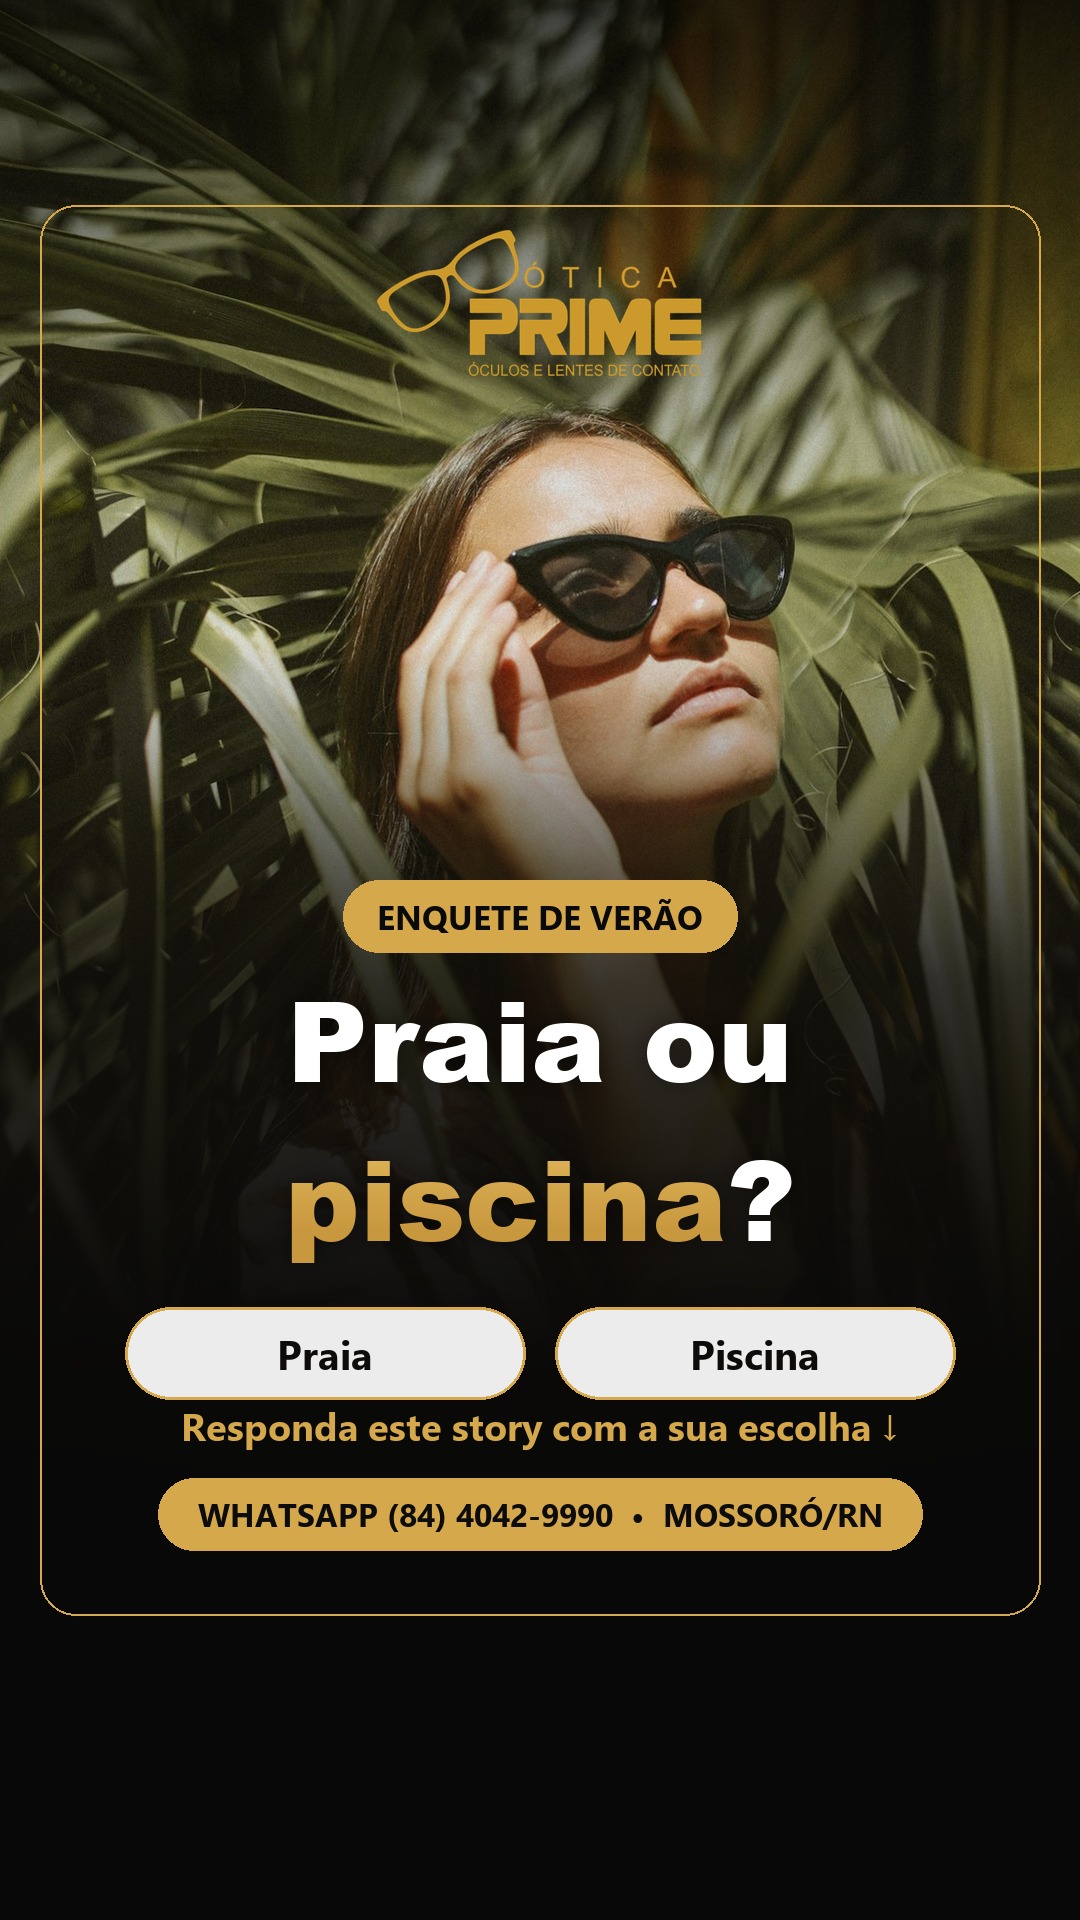 ÓTICA
PRIME
ÓCULOS E LENTES DE CONTATO
ENQUETE DE VERÃO
Praia ou
piscina?
Praia
Piscina
Responda este story com a sua escolha ↓
WHATSAPP (84) 4042-9990 • MOSSORÓ/RN